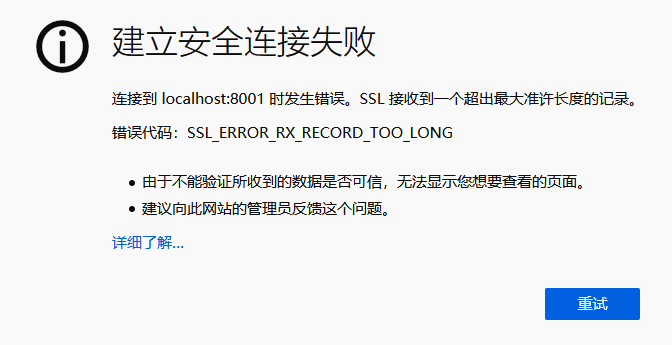 建立安全连接失败
连接到 localhost:8001 时发生错误。SSL 接收到一个超出最大准许长度的记录。
错误代码：SSL_ERROR_RX_RECORD_TOO_LONG
• 由于不能验证所收到的数据是否可信，无法显示您想要查看的页面。
• 建议向此网站的管理员反馈这个问题。
详细了解…
重试